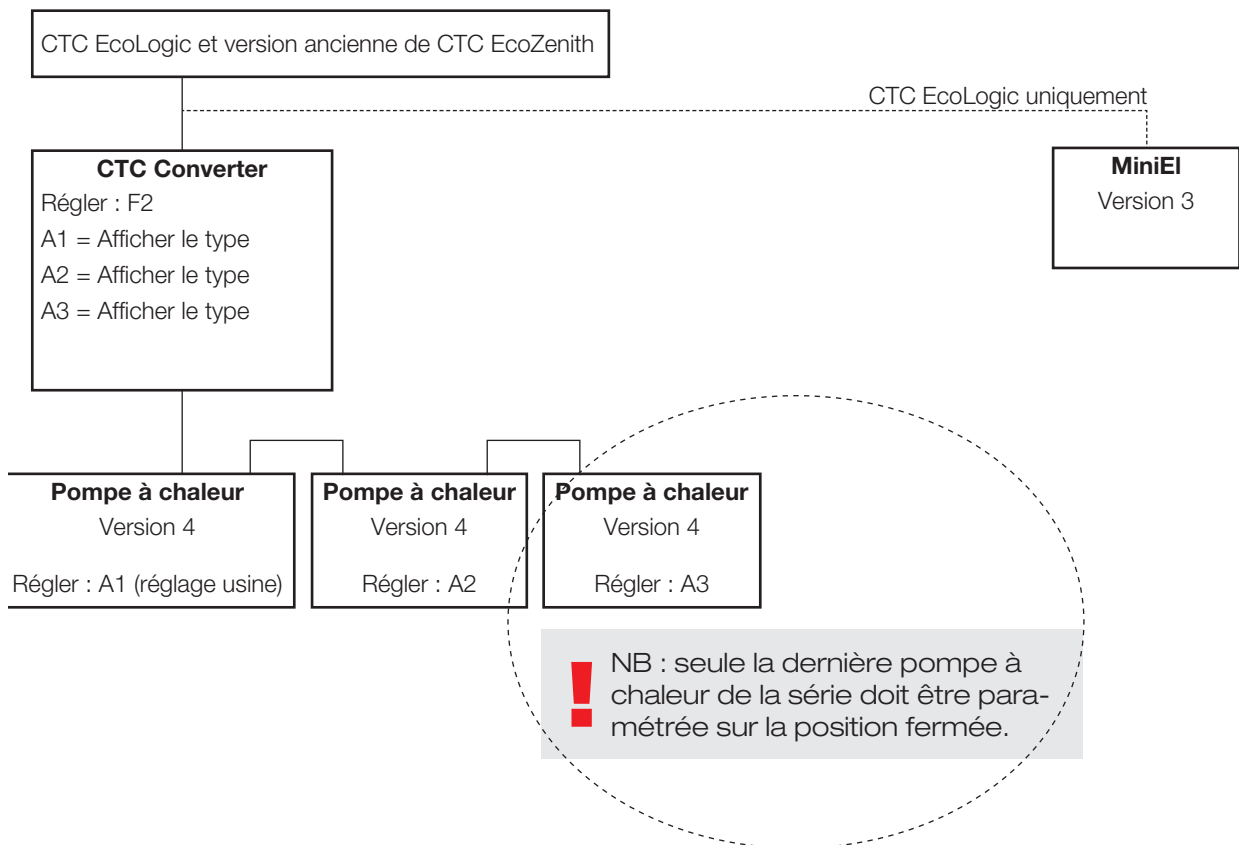 CTC EcoLogic et version ancienne de CTC EcoZenith
CTC EcoLogic uniquement
CTC Converter
Régler : F2
A1 = Afficher le type
A2 = Afficher le type
A3 = Afficher le type
MiniEl
Version 3
Pompe à chaleur
Version 4
Régler : A1 (réglage usine)
Pompe à chaleur
Version 4
Régler : A2
Pompe à chaleur
Version 4
Régler : A3
! NB : seule la dernière pompe à
chaleur de la série doit être para-
métrée sur la position fermée.